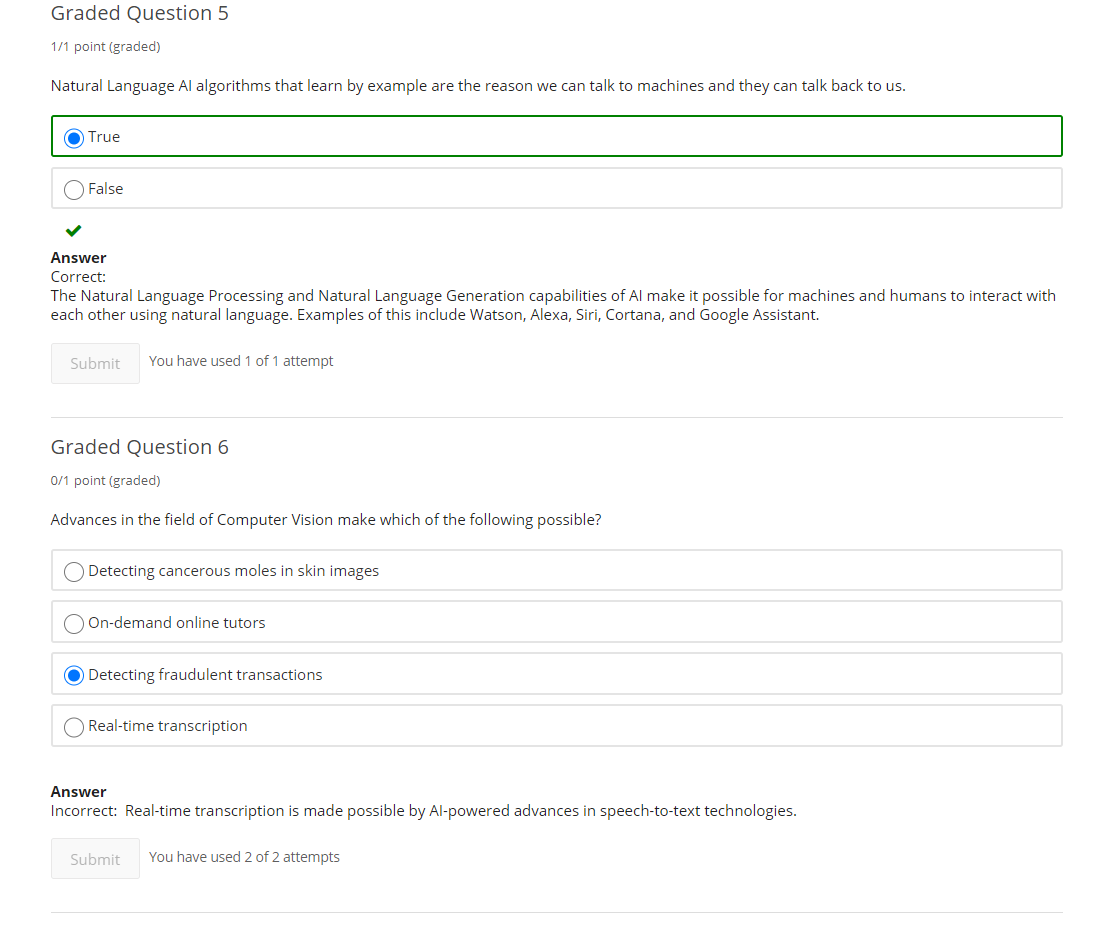 Graded Question 5
1/1 point (graded)
Natural Language AI algorithms that learn by example are the reason we can talk to machines and they can talk back to us.
True
False
Answer
Correct:
The Natural Language Processing and Natural Language Generation capabilities of AI make it possible for machines and humans to interact with
each other using natural language. Examples of this include Watson, Alexa, Siri, Cortana, and Google Assistant.
Submit You have used 1 of 1 attempt
Graded Question 6
0/1 point (graded)
Advances in the field of Computer Vision make which of the following possible?
Detecting cancerous moles in skin images
On-demand online tutors
Detecting fraudulent transactions
Real-time transcription
Answer
Incorrect:  Real-time transcription is made possible by AI-powered advances in speech-to-text technologies.
Submit You have used 2 of 2 attempts